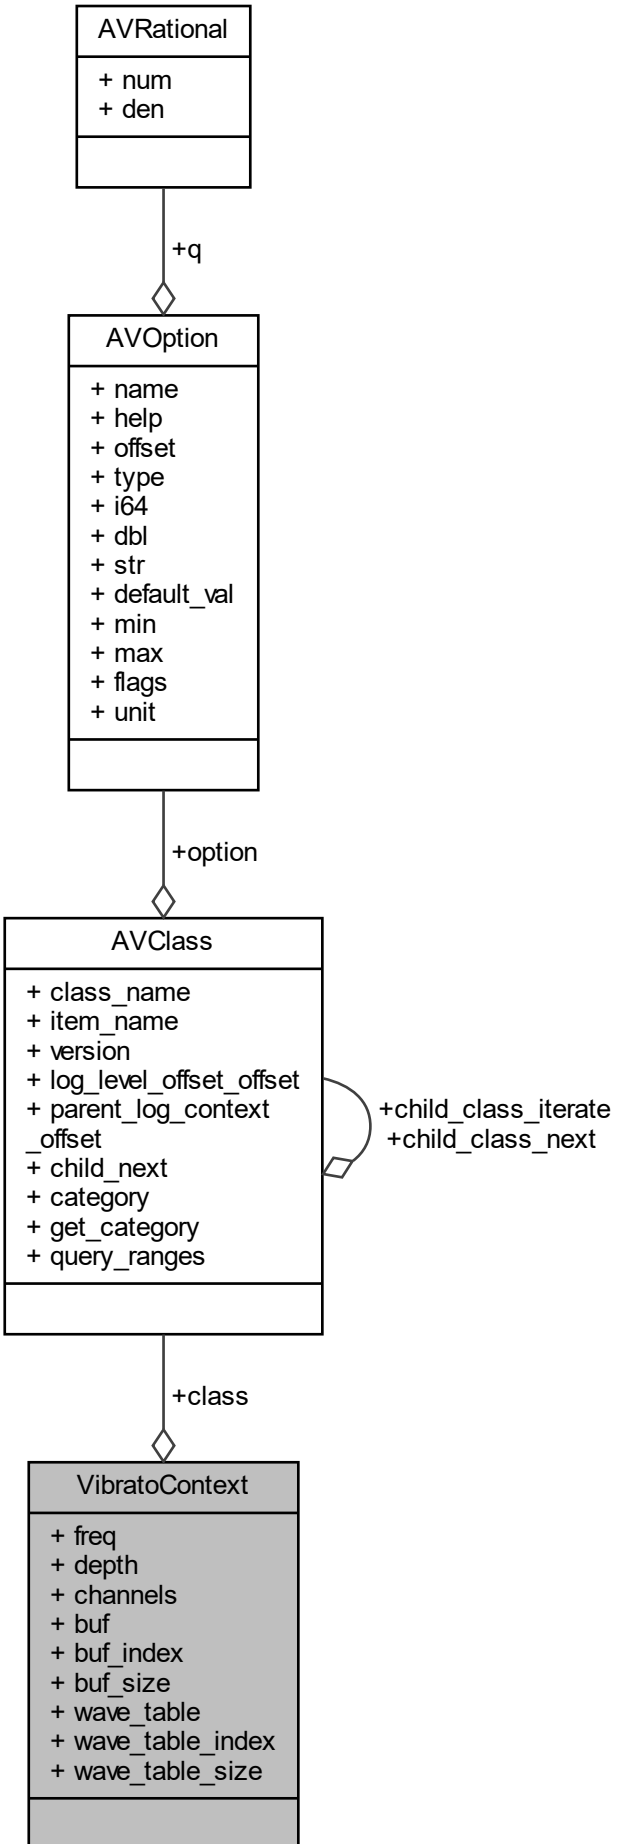 AVRational
+ num
+ den
+q
AVOption
+ name
+ help
+ offset
+ type
+ i64
+ dbl
+ str
+ default_val
+ min
+ max
+ flags
+ unit
+option
AVClass
+ class_name
+ item_name
+ version
+ log_level_offset_offset
+ parent_log_context
_offset
+ child_next
+ category
+ get_category
+ query_ranges
+child_class_iterate
+child_class_next
+class
VibratoContext
+ freq
+ depth
+ channels
+ buf
+ buf_index
+ buf_size
+ wave_table
+ wave_table_index
+ wave_table_size